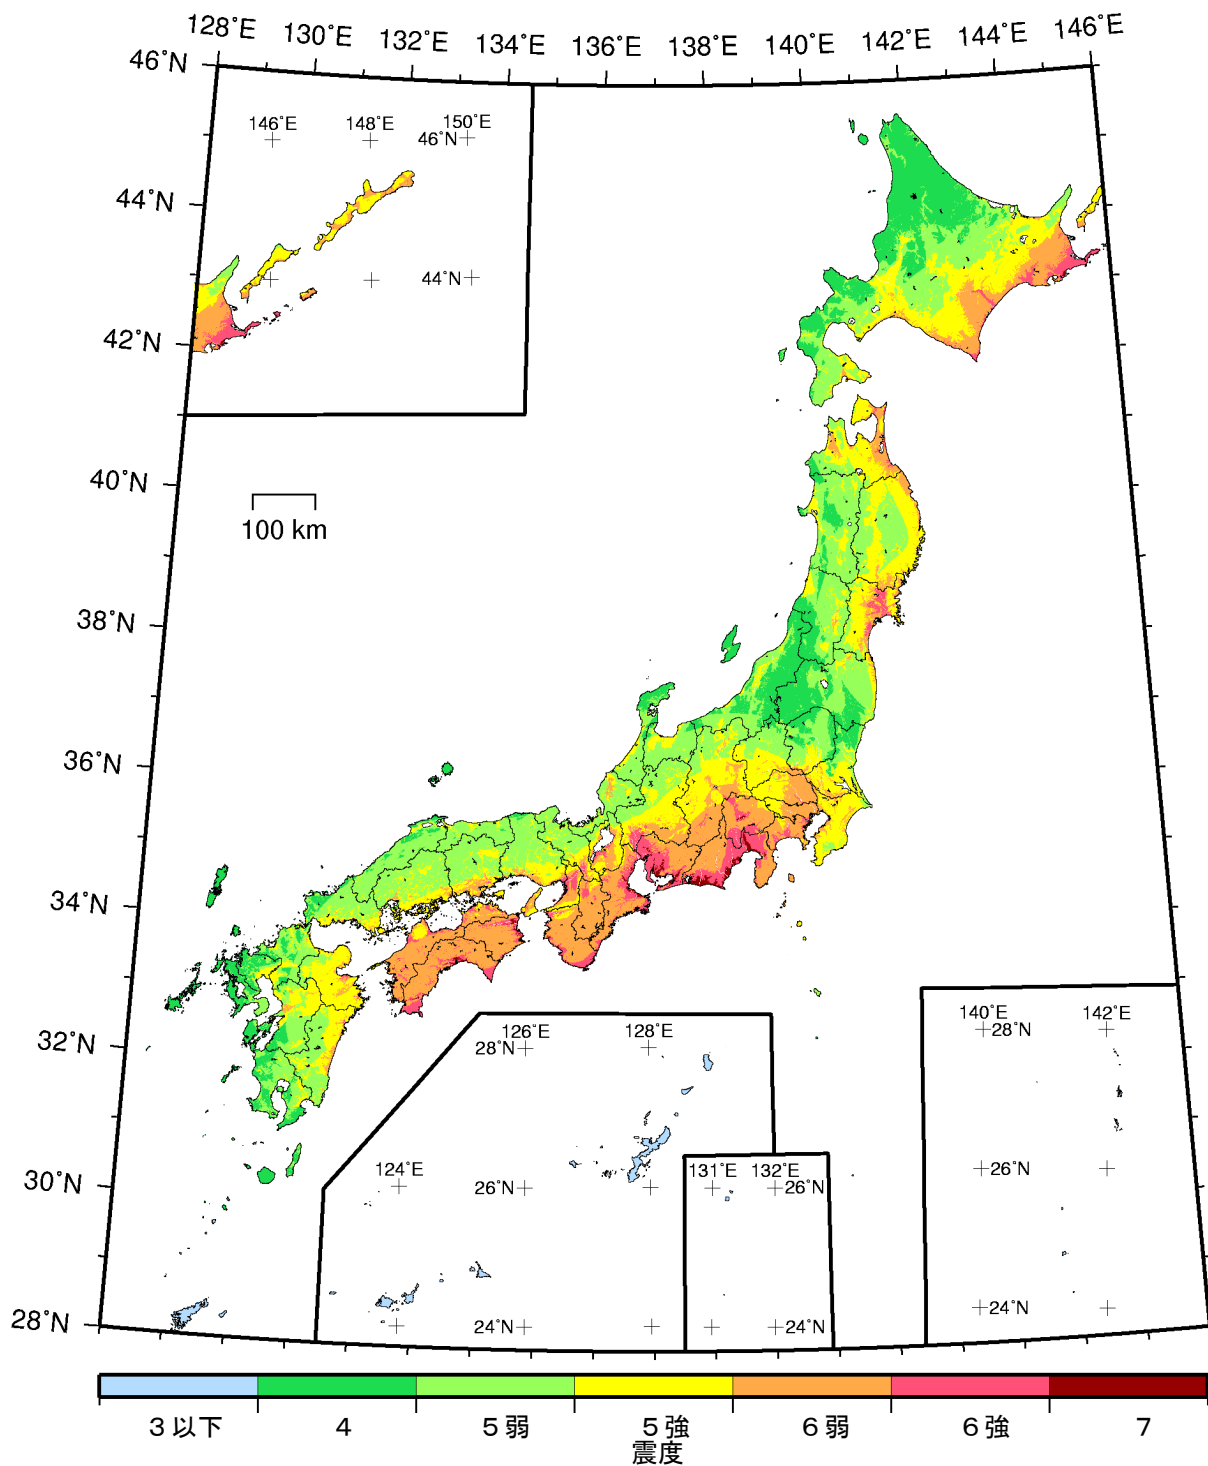 128°E 130°E 132°E 134°E 136°E 138°E 140°E 142°E 144°E 146°E
46°N
146°E 148°E 150°E
46°N
44°N
44°N
42°N
40°N
100 km
38°N
36°N
34°N
32°N
30°N
28°N
126°E 128°E
28°N
124°E
26°N
24°N
131°E 132°E
26°N
24°N
140°E 142°E
28°N
26°N
24°N
3以下 4 5弱 5強 6弱 6強 7
震度